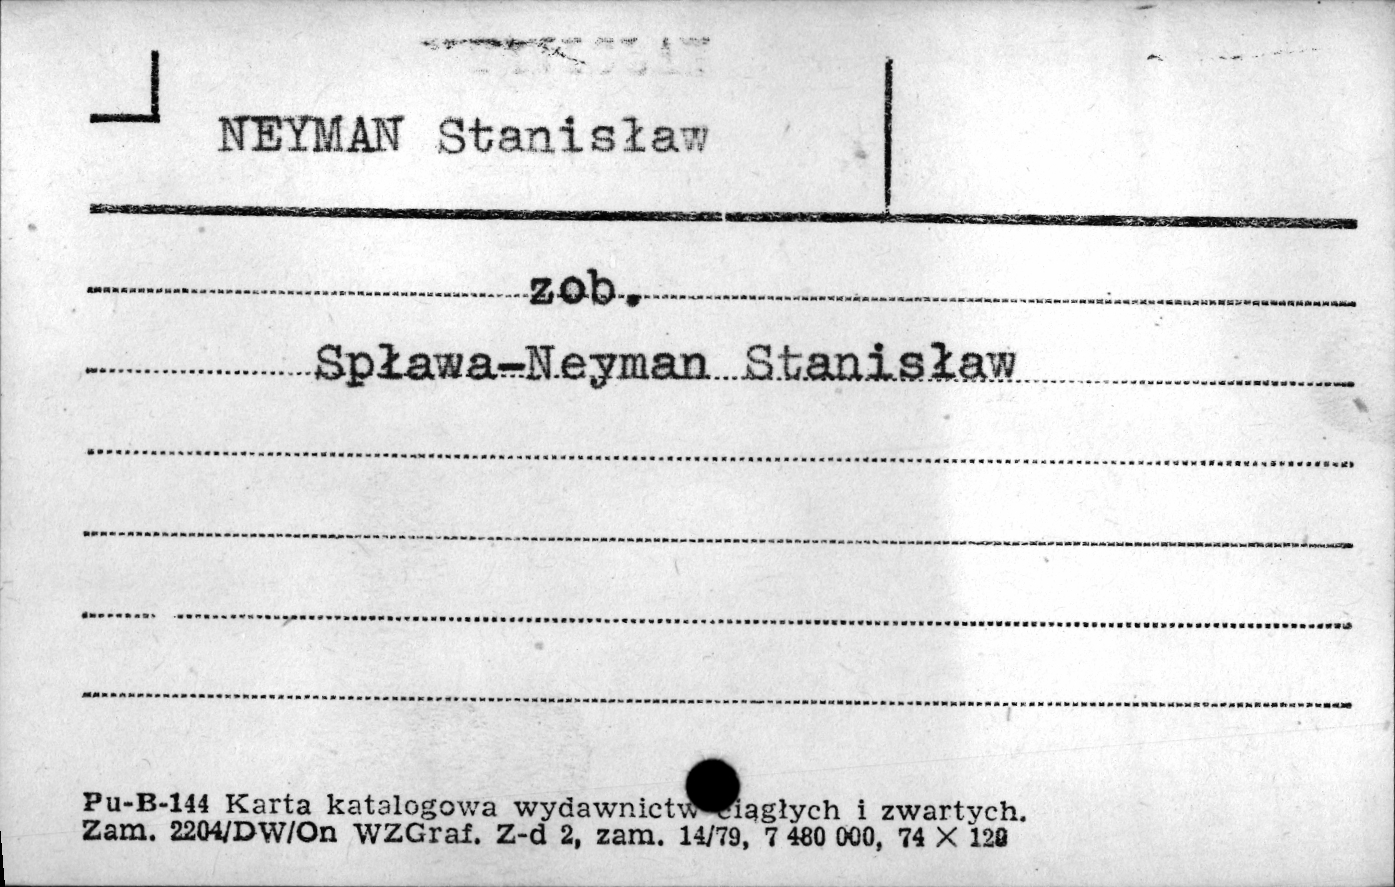 NEYMAN Stanisław
zob.
Spława-Neyman Stanisław
Pu-B-144 Karta katalogowa wydawnictw ciągłych i zwartych.
Zam. 2204/DW/On WZGraf. Z-d 2, zam. 14/79, 7 480 000, 74 X 120